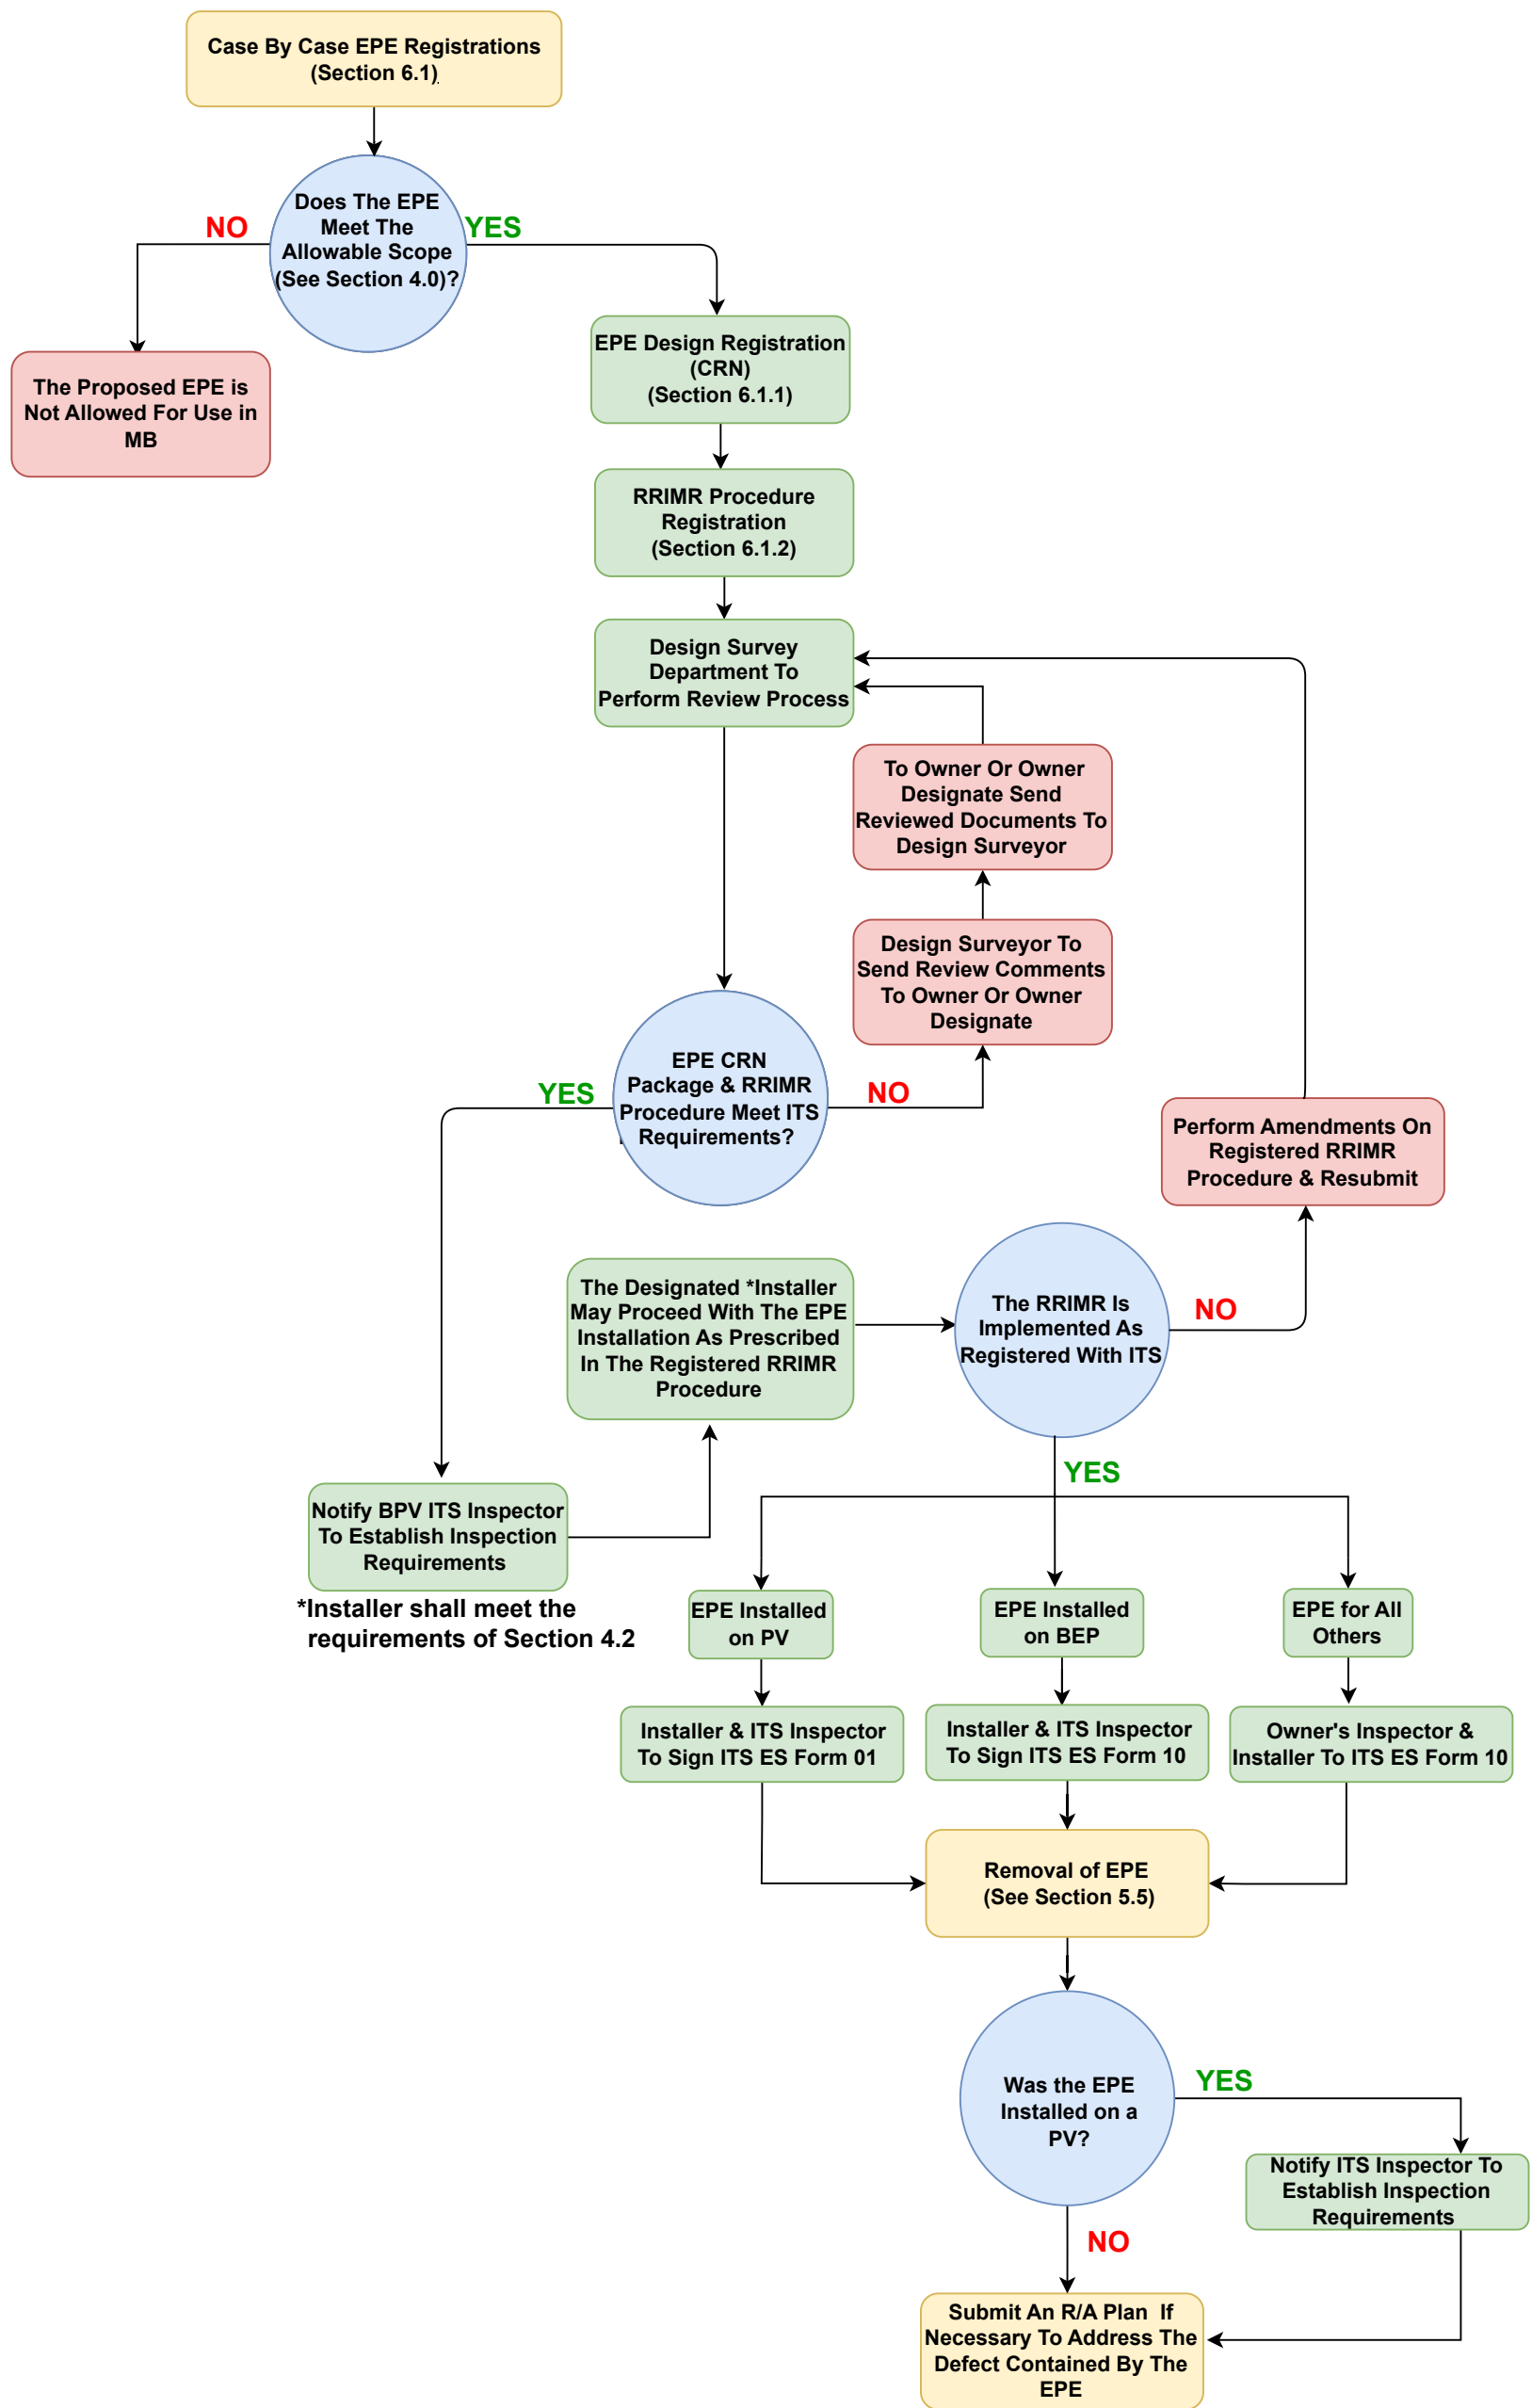 Case By Case EPE Registrations
(Section 6.1)
Does The EPE
Meet The
Allowable Scope
(See Section 4.0)?
NO
YES
The Proposed EPE is
Not Allowed For Use in
MB
EPE Design Registration
(CRN)
(Section 6.1.1)
RRIMR Procedure
Registration
(Section 6.1.2)
Design Survey
Department To
Perform Review Process
To Owner Or Owner
Designate Send
Reviewed Documents To
Design Surveyor
Design Surveyor To
Send Review Comments
To Owner Or Owner
Designate
EPE CRN
Package & RRIMR
Procedure Meet ITS
Requirements?
YES
NO
Perform Amendments On
Registered RRIMR
Procedure & Resubmit
The Designated *Installer
May Proceed With The EPE
Installation As Prescribed
In The Registered RRIMR
Procedure
The RRIMR Is
Implemented As
Registered With ITS
NO
YES
Notify BPV ITS Inspector
To Establish Inspection
Requirements
*Installer shall meet the
requirements of Section 4.2
EPE Installed
on PV
EPE Installed
on BEP
EPE for All
Others
Installer & ITS Inspector
To Sign ITS ES Form 01
Installer & ITS Inspector
To Sign ITS ES Form 10
Owner's Inspector &
Installer To ITS ES Form 10
Removal of EPE
(See Section 5.5)
Was the EPE
Installed on a
PV?
YES
NO
Notify ITS Inspector To
Establish Inspection
Requirements
Submit An R/A Plan If
Necessary To Address The
Defect Contained By The
EPE